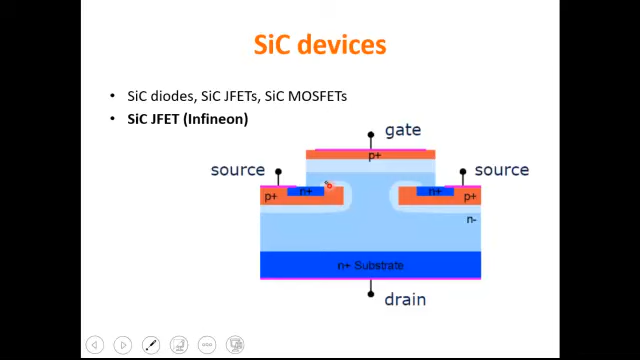 SiC devices
• SiC diodes, SiC JFETs, SiC MOSFETs
• SiC JFET (Infineon)
gate
p+
source
source
p+
n+
n+
p+
n-
n+ Substrate
drain